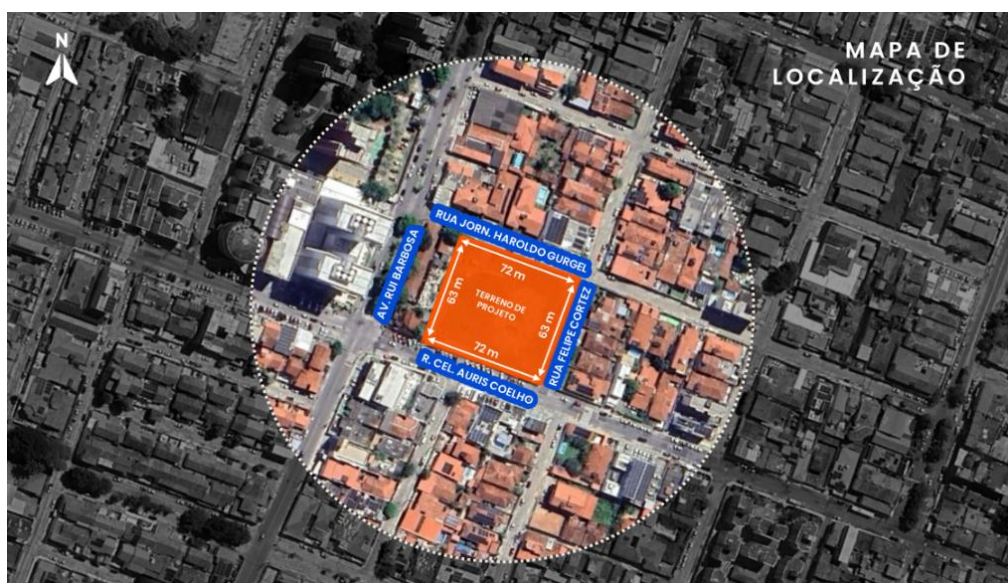 N
MAPA DE
LOCALIZAÇÃO
RUA JORN. HAROLDO GURGEL
AV. RUI BARBOSA
72 m
63 m
TERRENO DE
PROJETO
63 m
RUA FELIPE CORTEZ
72 m
R. CEL. AURIS COELHO